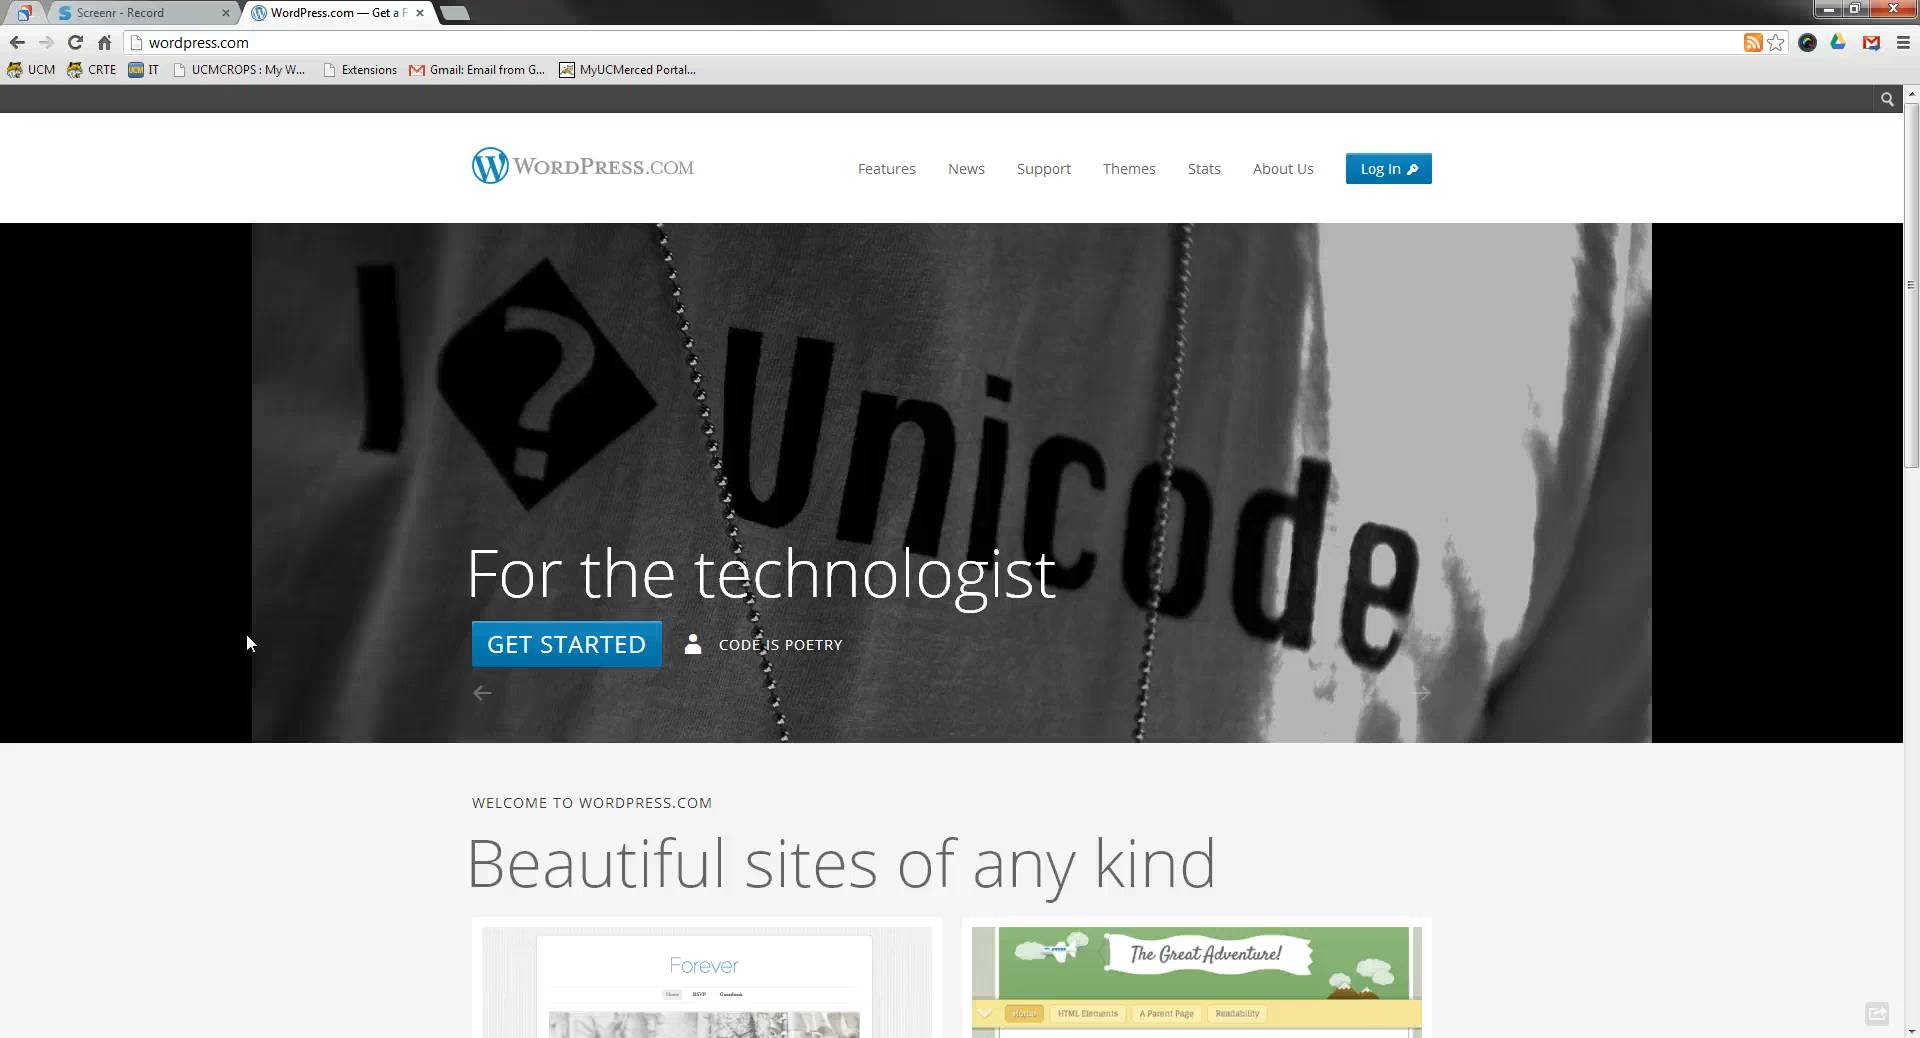 Screenr - Record
WordPress.com — Get a F
wordpress.com
UCM
CRTE
IT
UCMCROPS : My W...
Extensions
Gmail: Email from G...
MyUCMerced Portal...
WORDPRESS.COM
Features
News
Support
Themes
Stats
About Us
Log In
I � Unicode
For the technologist
GET STARTED
CODE IS POETRY
WELCOME TO WORDPRESS.COM
Beautiful sites of any kind
Forever
Home
RSVP
Guestbook
The Great Adventure!
Home
HTML Elements
A Parent Page
Readability